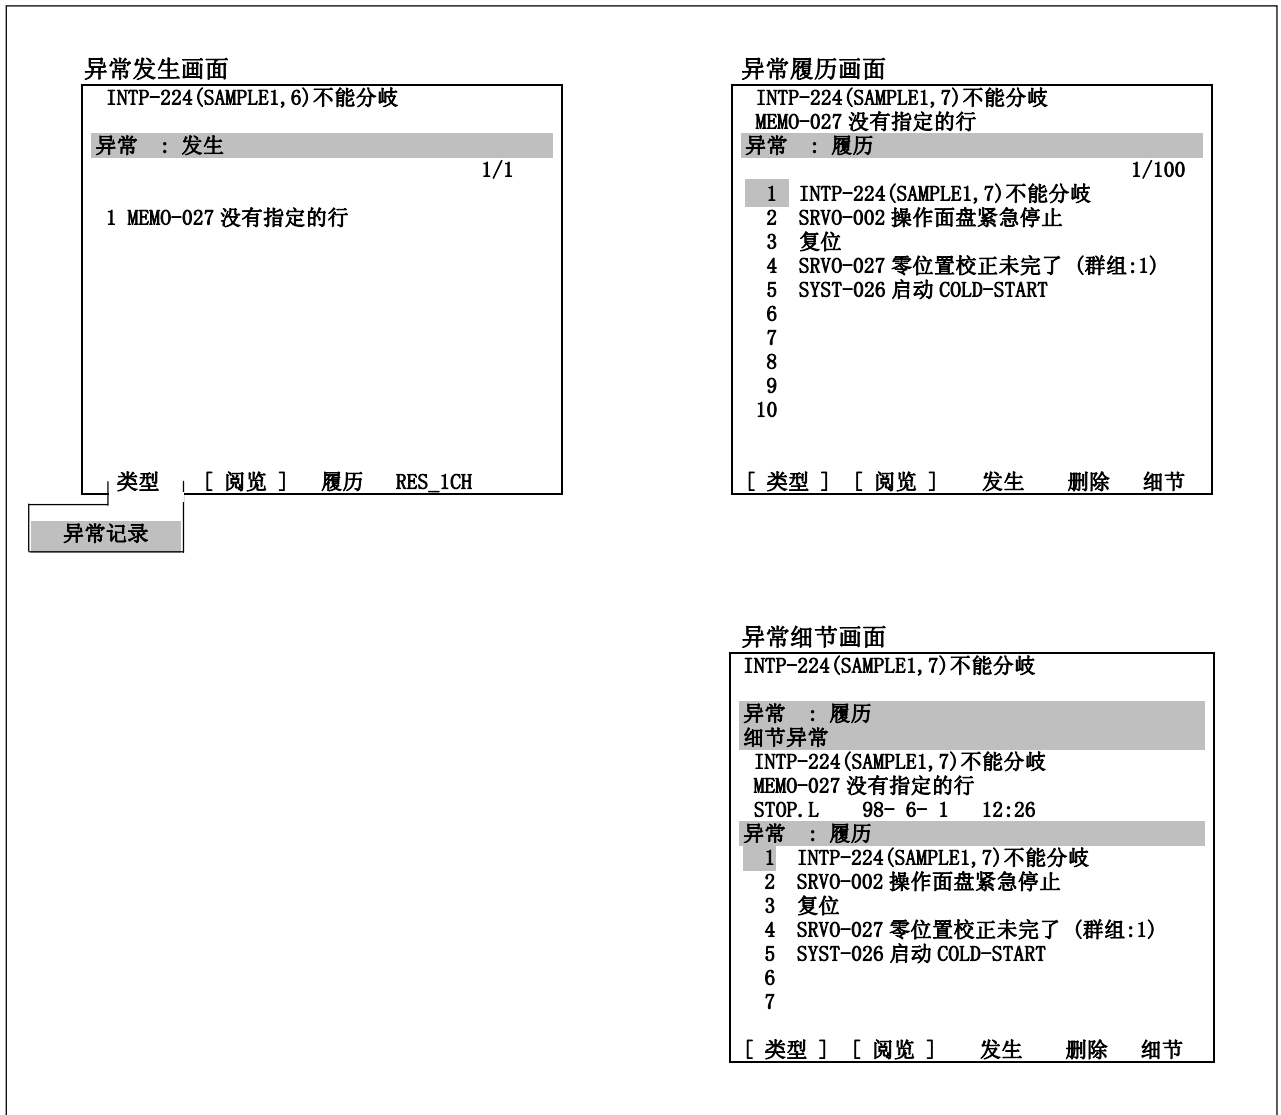 异常发生画面
INTP-224(SAMPLE1,6)不能分歧
异常 : 发生
1/1
1 MEMO-027 没有指定的行
类型 [ 阅览 ] 履历 RES_1CH
异常记录
异常履历画面
INTP-224(SAMPLE1,7)不能分歧
MEMO-027 没有指定的行
异常 : 履历
1/100
1 INTP-224(SAMPLE1,7)不能分岐
2 SRVO-002 操作面盘紧急停止
3 复位
4 SRVO-027 零位置校正未完了 (群组:1)
5 SYST-026 启动 COLD-START
6
7
8
9
10
[ 类型 ] [ 阅览 ] 发生 删除 细节
异常细节画面
INTP-224(SAMPLE1,7)不能分岐
异常 : 履历
细节异常
INTP-224(SAMPLE1,7)不能分歧
MEMO-027 没有指定的行
STOP.L 98- 6- 1 12:26
异常 : 履历
1 INTP-224(SAMPLE1,7)不能分岐
2 SRVO-002 操作面盘紧急停止
3 复位
4 SRVO-027 零位置校正未完了 (群组:1)
5 SYST-026 启动 COLD-START
6
7
[ 类型 ] [ 阅览 ] 发生 删除 细节